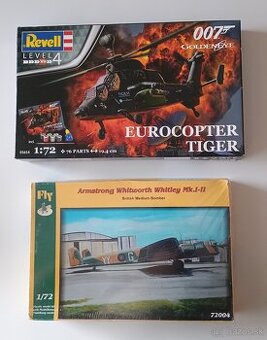 Revell
LEVEL 4
007
GOLDENEYE
EUROCOPTER
TIGER
1:72
Fly
Armstrong Whitworth Whitley Mk.I-II
British Medium Bomber
1/72
72004